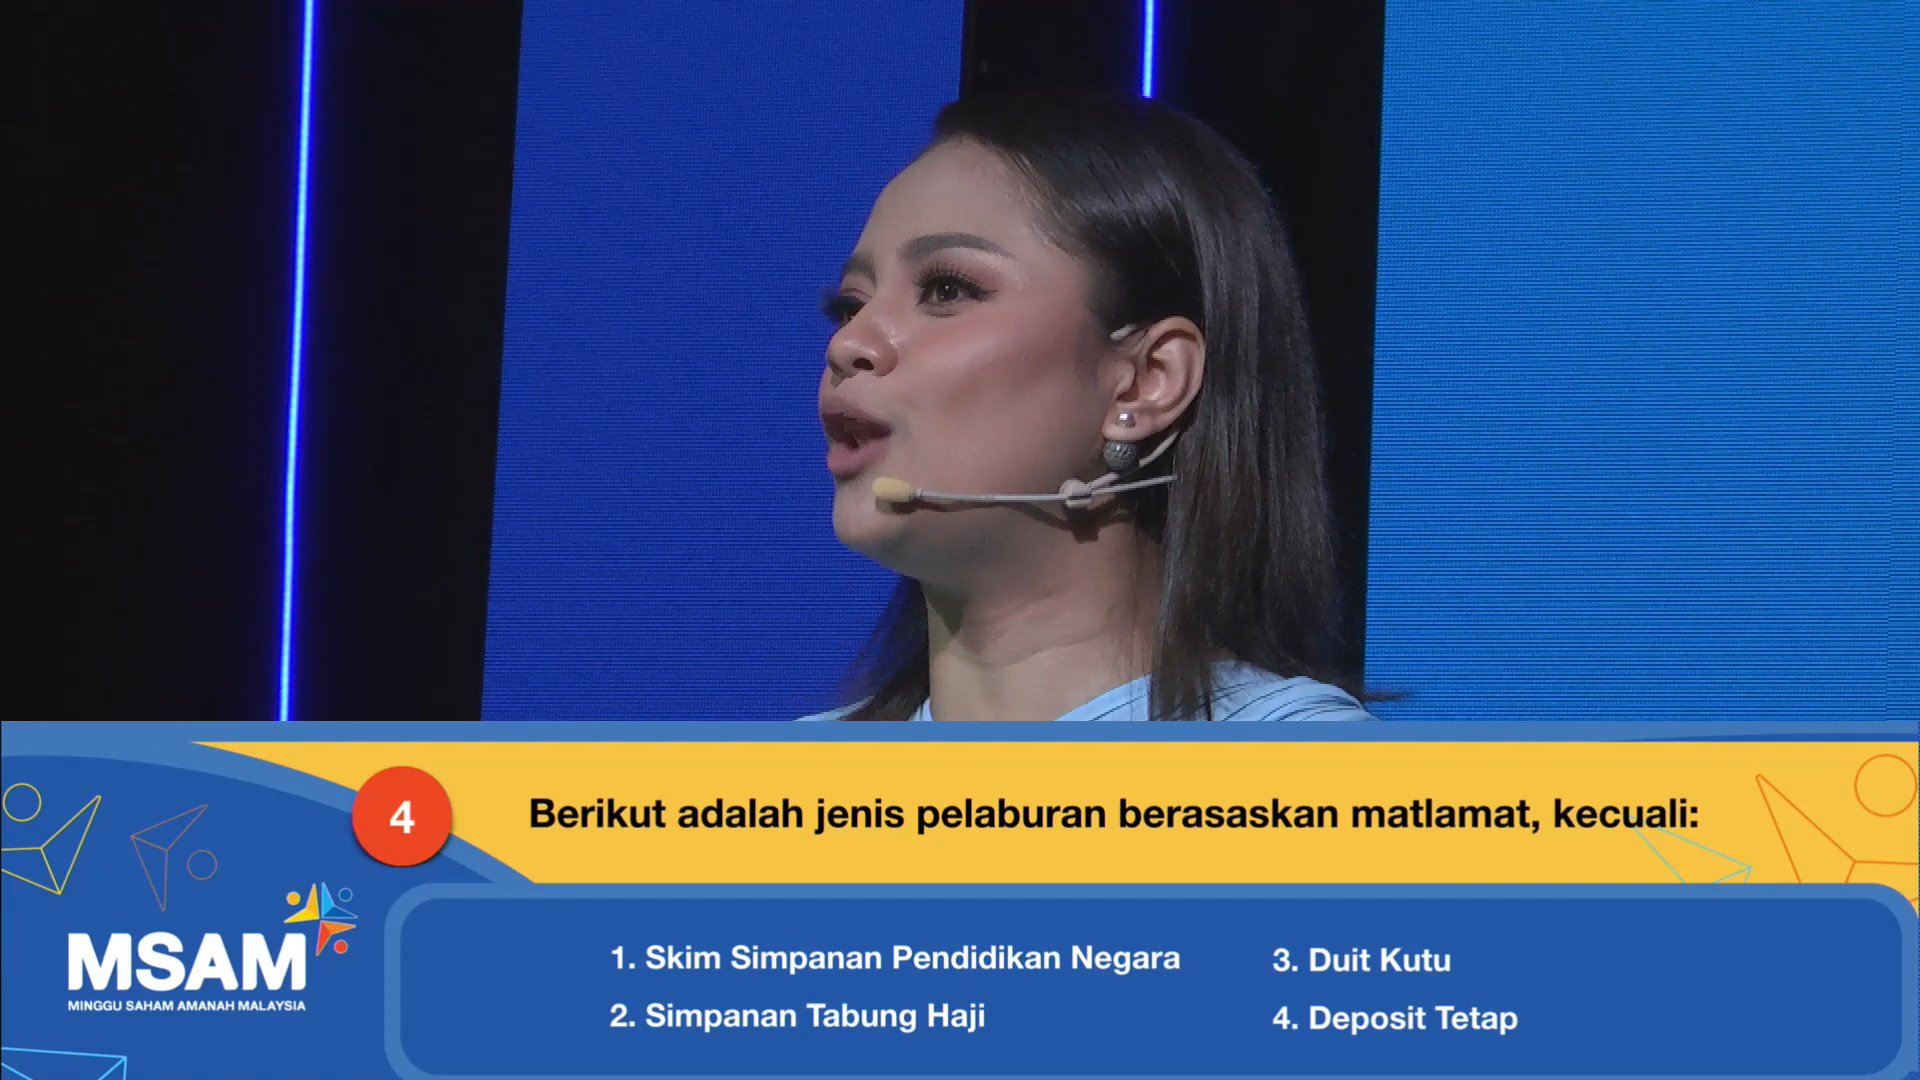 4
Berikut adalah jenis pelaburan berasaskan matlamat, kecuali:
1. Skim Simpanan Pendidikan Negara
2. Simpanan Tabung Haji
3. Duit Kutu
4. Deposit Tetap
MSAM
MINGGU SAHAM AMANAH MALAYSIA